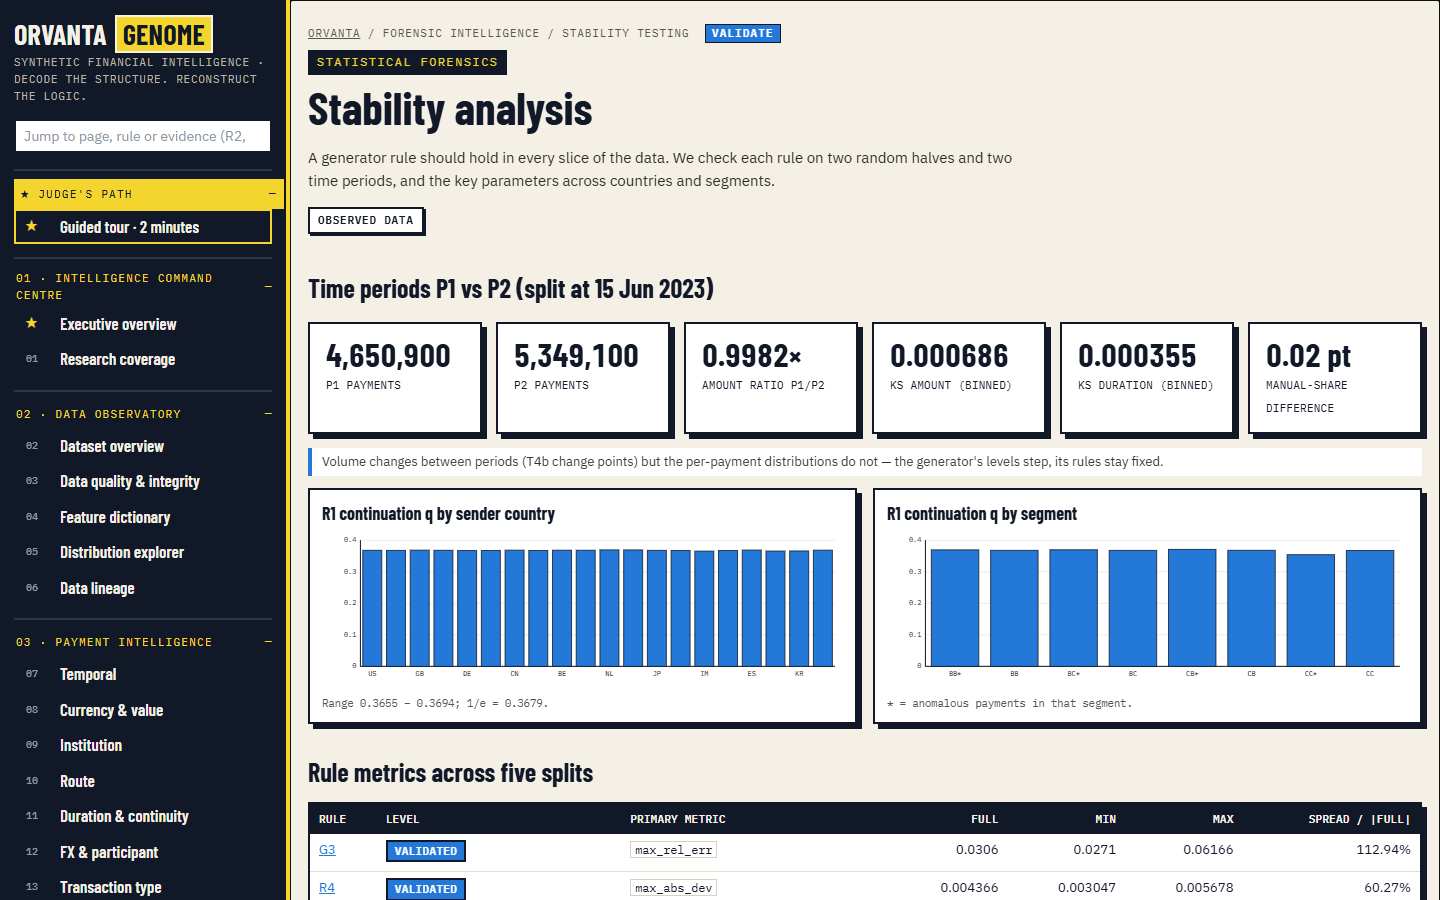 ORVANTA GENOME
SYNTHETIC FINANCIAL INTELLIGENCE ·
DECODE THE STRUCTURE. RECONSTRUCT
THE LOGIC.
Jump to page, rule or evidence (R2,
★ JUDGE'S PATH –
★ Guided tour · 2 minutes
01 · INTELLIGENCE COMMAND
CENTRE –
★ Executive overview
01 Research coverage
02 · DATA OBSERVATORY –
02 Dataset overview
03 Data quality & integrity
04 Feature dictionary
05 Distribution explorer
06 Data lineage
03 · PAYMENT INTELLIGENCE –
07 Temporal
08 Currency & value
09 Institution
10 Route
11 Duration & continuity
12 FX & participant
13 Transaction type
ORVANTA / FORENSIC INTELLIGENCE / STABILITY TESTING VALIDATE
STATISTICAL FORENSICS
Stability analysis
A generator rule should hold in every slice of the data. We check each rule on two random halves and two
time periods, and the key parameters across countries and segments.
OBSERVED DATA
Time periods P1 vs P2 (split at 15 Jun 2023)
4,650,900
P1 PAYMENTS
5,349,100
P2 PAYMENTS
0.9982×
AMOUNT RATIO P1/P2
0.000686
KS AMOUNT (BINNED)
0.000355
KS DURATION (BINNED)
0.02 pt
MANUAL-SHARE
DIFFERENCE
Volume changes between periods (T4b change points) but the per-payment distributions do not — the generator's levels step, its rules stay fixed.
R1 continuation q by sender country
0.4
0.3
0.2
0.1
0
US GB DE CN BE NL JP IM ES KR
Range 0.3655 – 0.3694; 1/e = 0.3679.
R1 continuation q by segment
0.4
0.3
0.2
0.1
0
BB★ BB BC★ BC CB★ CB CC★ CC
★ = anomalous payments in that segment.
Rule metrics across five splits
RULE LEVEL PRIMARY METRIC FULL MIN MAX SPREAD / |FULL|
G3 VALIDATED max_rel_err 0.0306 0.0271 0.06166 112.94%
R4 VALIDATED max_abs_dev 0.004366 0.003047 0.005678 60.27%